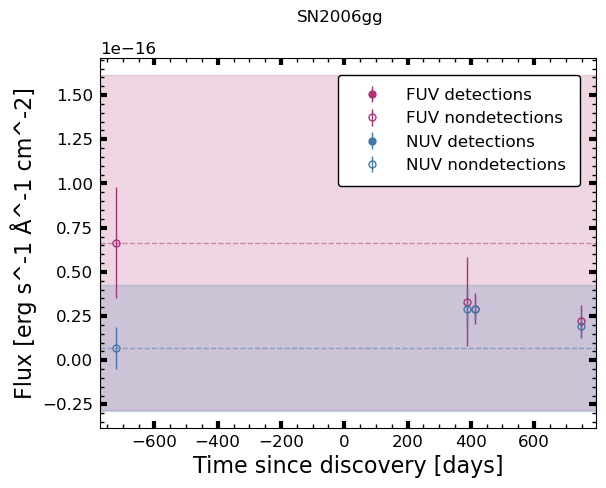 SN2006gg
1e−16
1.50
1.25
1.00
0.75
0.50
0.25
0.00
−0.25
Flux [erg s^-1 Å^-1 cm^-2]
FUV detections
FUV nondetections
NUV detections
NUV nondetections
−600 −400 −200 0 200 400 600
Time since discovery [days]